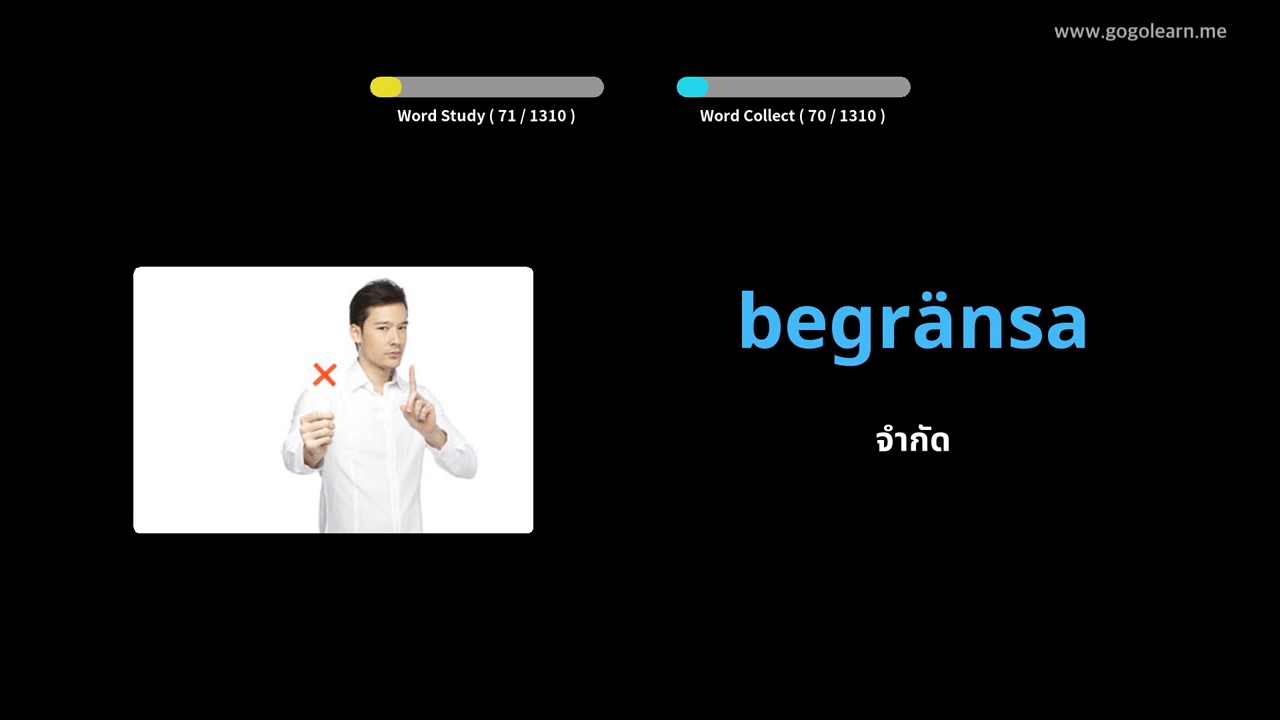 www.gogolearn.me
Word Study ( 71 / 1310 )
Word Collect ( 70 / 1310 )
begränsa
จำกัด